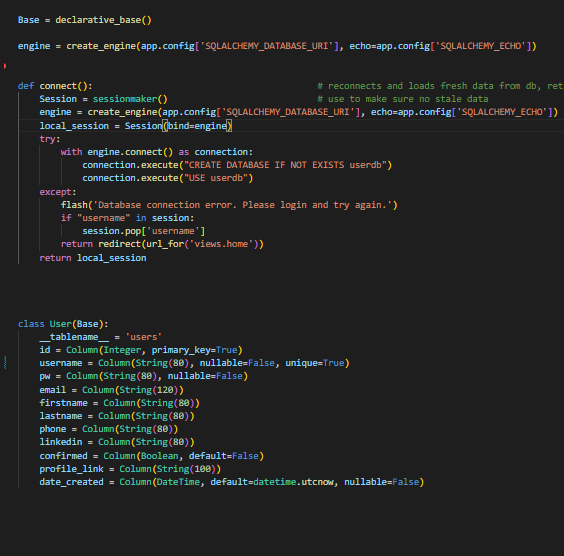 Base = declarative_base()
engine = create_engine(app.config['SQLALCHEMY_DATABASE_URI'], echo=app.config['SQLALCHEMY_ECHO'])
def connect(): # reconnects and loads fresh data from db, ret
Session = sessionmaker() # use to make sure no stale data
engine = create_engine(app.config['SQLALCHEMY_DATABASE_URI'], echo=app.config['SQLALCHEMY_ECHO'])
local_session = Session(bind=engine)
try:
with engine.connect() as connection:
connection.execute("CREATE DATABASE IF NOT EXISTS userdb")
connection.execute("USE userdb")
except:
flash('Database connection error. Please login and try again.')
if "username" in session:
session.pop['username']
return redirect(url_for('views.home'))
return local_session
class User(Base):
__tablename__ = 'users'
id = Column(Integer, primary_key=True)
username = Column(String(80), nullable=False, unique=True)
pw = Column(String(80), nullable=False)
email = Column(String(120))
firstname = Column(String(80))
lastname = Column(String(80))
phone = Column(String(80))
linkedin = Column(String(80))
confirmed = Column(Boolean, default=False)
profile_link = Column(String(100))
date_created = Column(DateTime, default=datetime.utcnow, nullable=False)